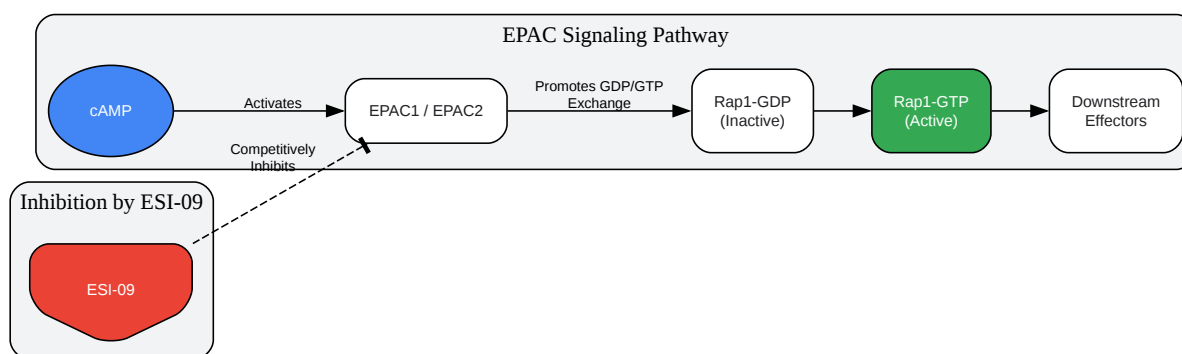 EPAC Signaling Pathway
cAMP
Activates
EPAC1 / EPAC2
Promotes GDP/GTP
Exchange
Rap1-GDP
(Inactive)
Rap1-GTP
(Active)
Downstream
Effectors
Competitively
Inhibits
Inhibition by ESI-09
ESI-09